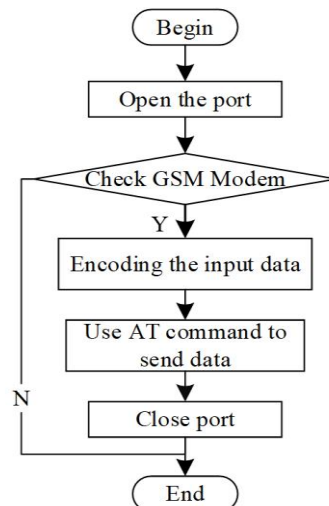 Begin
Open the port
Check GSM Modem
Y
Encoding the input data
Use AT command to
send data
N
Close port
End